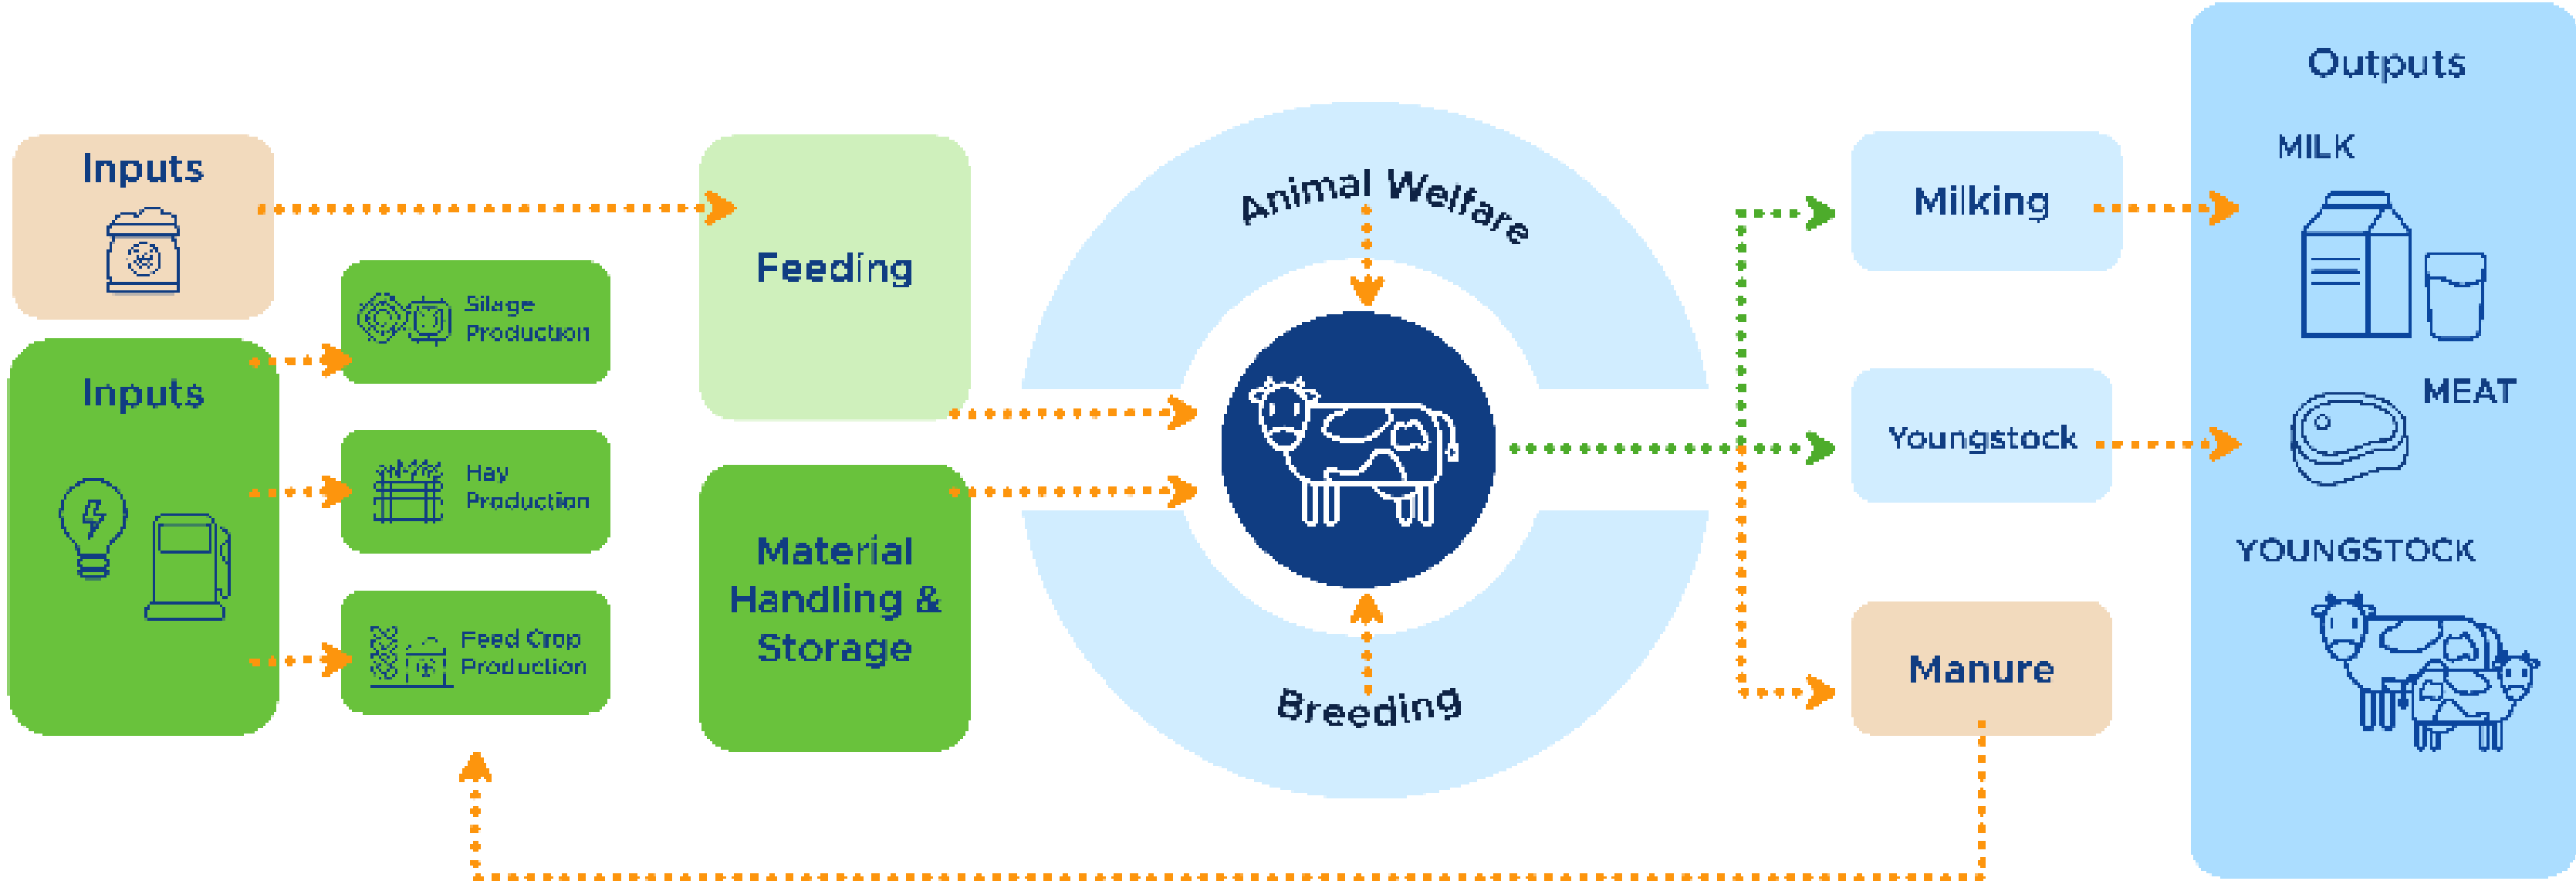 Inputs
Inputs
Silage
Production
Hay
Production
Feed Crop
Production
Feeding
Material
Handling &
Storage
Animal Welfare
Breeding
Milking
Youngstock
Manure
Outputs
MILK
MEAT
YOUNGSTOCK